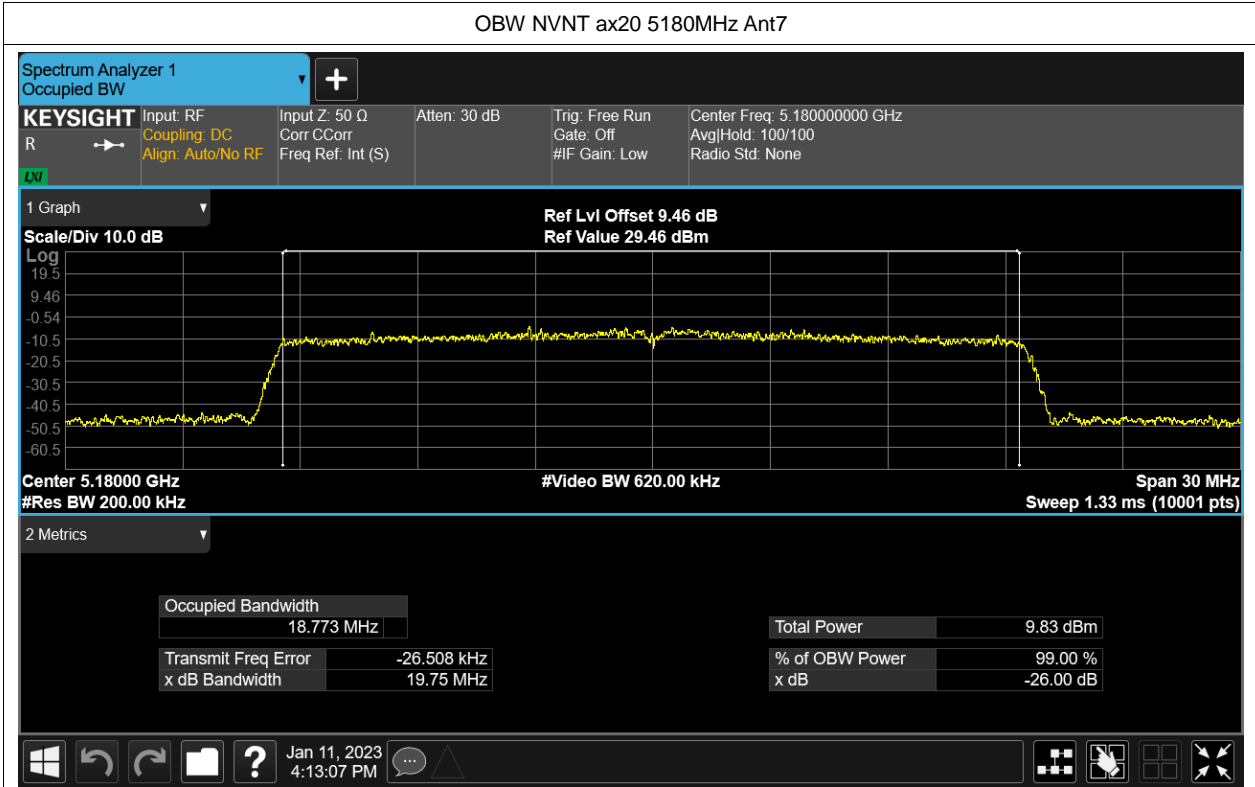 OBW NVNT ax20 5180MHz Ant7
Spectrum Analyzer 1
Occupied BW
KEYSIGHT
R
LXI
Input: RF
Coupling: DC
Align: Auto/No RF
Input Z: 50 Ω
Corr CCorr
Freq Ref: Int (S)
Atten: 30 dB
Trig: Free Run
Gate: Off
#IF Gain: Low
Center Freq: 5.180000000 GHz
Avg|Hold: 100/100
Radio Std: None
1 Graph
Scale/Div 10.0 dB
Ref Lvl Offset 9.46 dB
Ref Value 29.46 dBm
Log
19.5
9.46
-0.54
-10.5
-20.5
-30.5
-40.5
-50.5
-60.5
Center 5.18000 GHz
#Video BW 620.00 kHz
Span 30 MHz
#Res BW 200.00 kHz
Sweep 1.33 ms (10001 pts)
2 Metrics
Occupied Bandwidth
18.773 MHz
Total Power 9.83 dBm
Transmit Freq Error -26.508 kHz
% of OBW Power 99.00 %
x dB Bandwidth 19.75 MHz
x dB -26.00 dB
?
Jan 11, 2023
4:13:07 PM